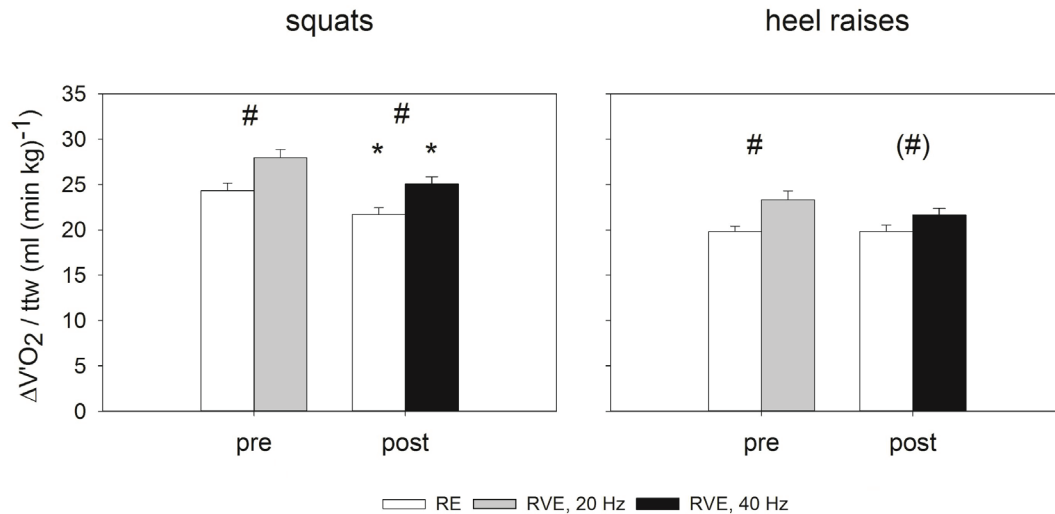 squats
heel raises
ΔV'O2 / ttw (ml (min kg)-1)
35
30
25
20
15
10
5
0
#
#
*
*
#
(#)
pre
post
pre
post
RE
RVE, 20 Hz
RVE, 40 Hz